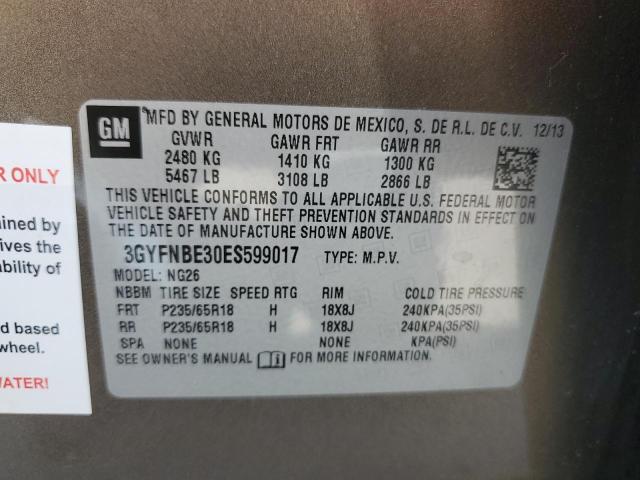 GM
MFD BY GENERAL MOTORS DE MEXICO, S. DE R.L. DE C.V. 12/13
GVWR GAWR FRT GAWR RR
2480 KG 1410 KG 1300 KG
5467 LB 3108 LB 2866 LB
THIS VEHICLE CONFORMS TO ALL APPLICABLE U.S. FEDERAL MOTOR
VEHICLE SAFETY AND THEFT PREVENTION STANDARDS IN EFFECT ON
THE DATE OF MANUFACTURE SHOWN ABOVE.
3GYFNBE30ES599017 TYPE: M.P.V.
MODEL: NG26
NBBM TIRE SIZE SPEED RTG RIM COLD TIRE PRESSURE
FRT P235/65R18 H 18X8J 240KPA(35PSI)
RR P235/65R18 H 18X8J 240KPA(35PSI)
SPA NONE NONE KPA(PSI)
SEE OWNER'S MANUAL FOR MORE INFORMATION.
R ONLY
ined by
ives the
ability of
d based
wheel.
WATER!